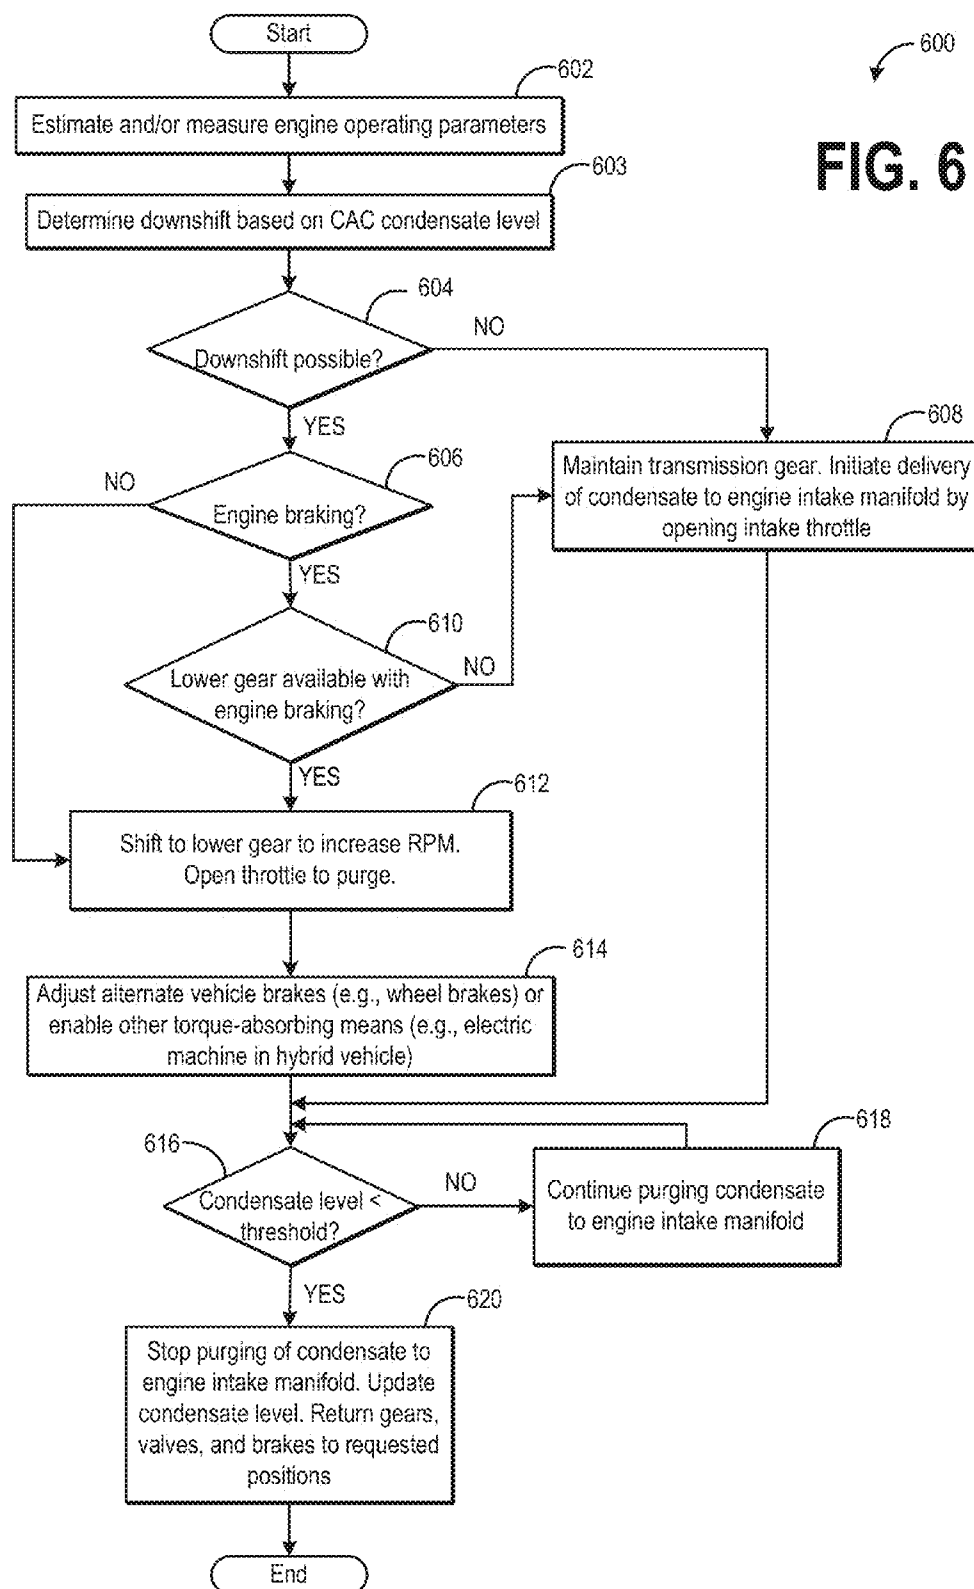 Start
600
FIG. 6
602
Estimate and/or measure engine operating parameters
603
Determine downshift based on CAC condensate level
604
Downshift possible?
NO
YES
608
Maintain transmission gear. Initiate delivery
of condensate to engine intake manifold by
opening intake throttle
606
Engine braking?
NO
YES
610
Lower gear available with
engine braking?
NO
YES
612
Shift to lower gear to increase RPM.
Open throttle to purge.
614
Adjust alternate vehicle brakes (e.g., wheel brakes) or
enable other torque-absorbing means (e.g., electric
machine in hybrid vehicle)
616
Condensate level <
threshold?
NO
618
Continue purging condensate
to engine intake manifold
YES
620
Stop purging of condensate to
engine intake manifold. Update
condensate level. Return gears,
valves, and brakes to requested
positions
End